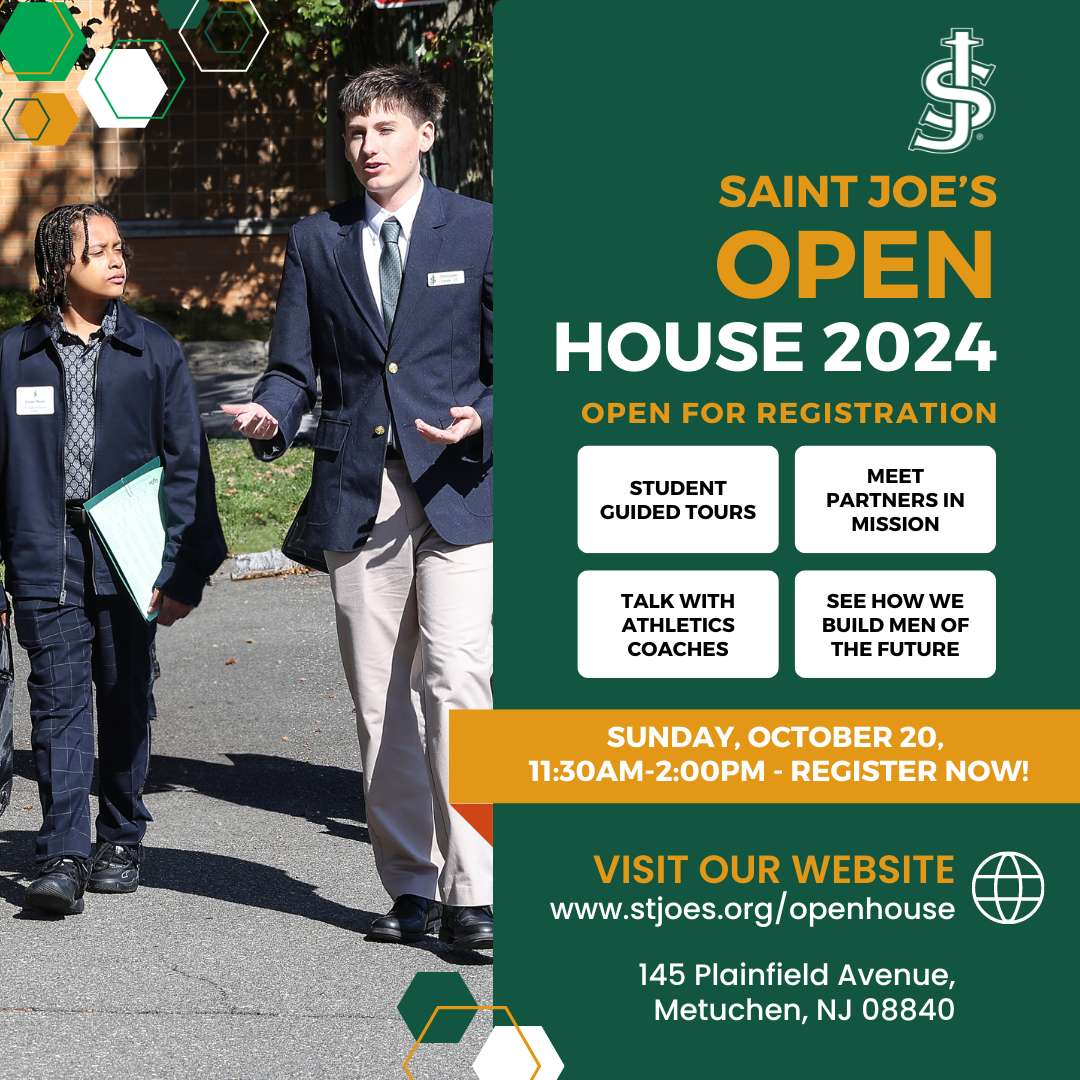 SJ
SAINT JOE’S
OPEN
HOUSE 2024
OPEN FOR REGISTRATION
STUDENT
GUIDED TOURS
MEET
PARTNERS IN
MISSION
TALK WITH
ATHLETICS
COACHES
SEE HOW WE
BUILD MEN OF
THE FUTURE
SUNDAY, OCTOBER 20,
11:30AM-2:00PM - REGISTER NOW!
VISIT OUR WEBSITE
www.stjoes.org/openhouse
145 Plainfield Avenue,
Metuchen, NJ 08840